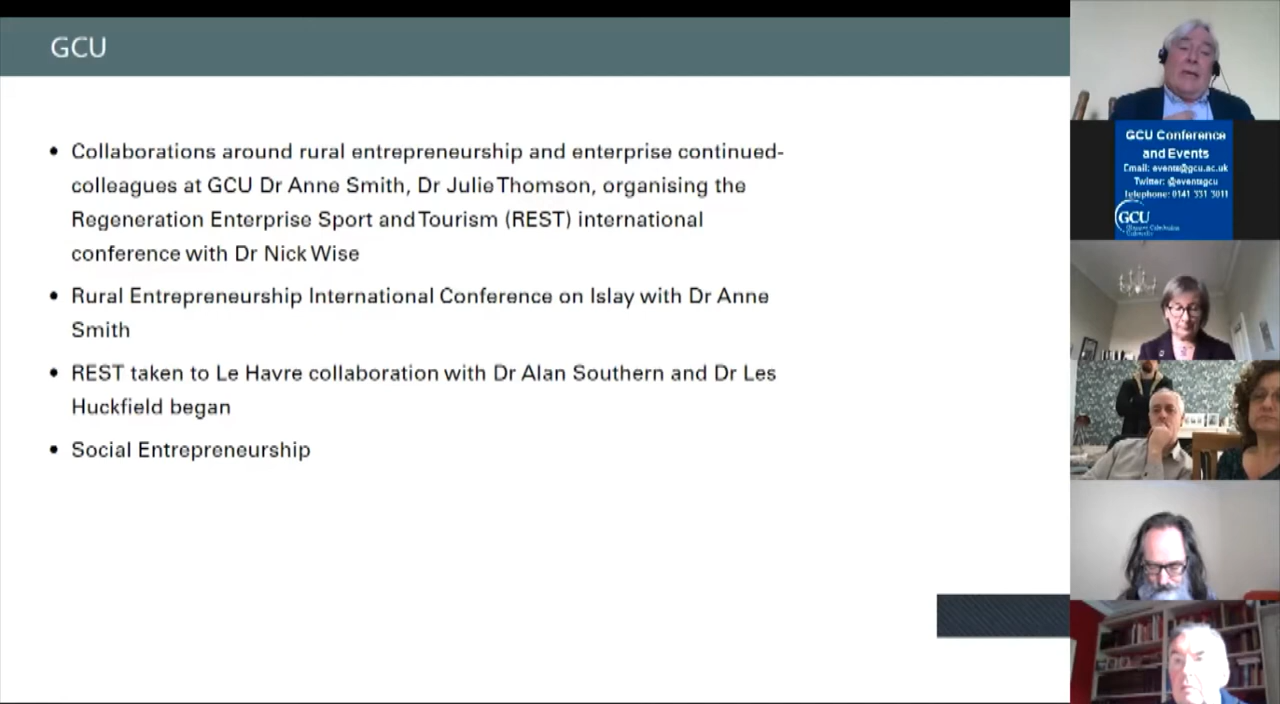 GCU
• Collaborations around rural entrepreneurship and enterprise continued-
colleagues at GCU Dr Anne Smith, Dr Julie Thomson, organising the
Regeneration Enterprise Sport and Tourism (REST) international
conference with Dr Nick Wise
• Rural Entrepreneurship International Conference on Islay with Dr Anne
Smith
• REST taken to Le Havre collaboration with Dr Alan Southern and Dr Les
Huckfield began
• Social Entrepreneurship
GCU Conference
and Events
Email: events@gcu.ac.uk
Twitter: @eventsgcu
Telephone: 0141 331 3011
GCU